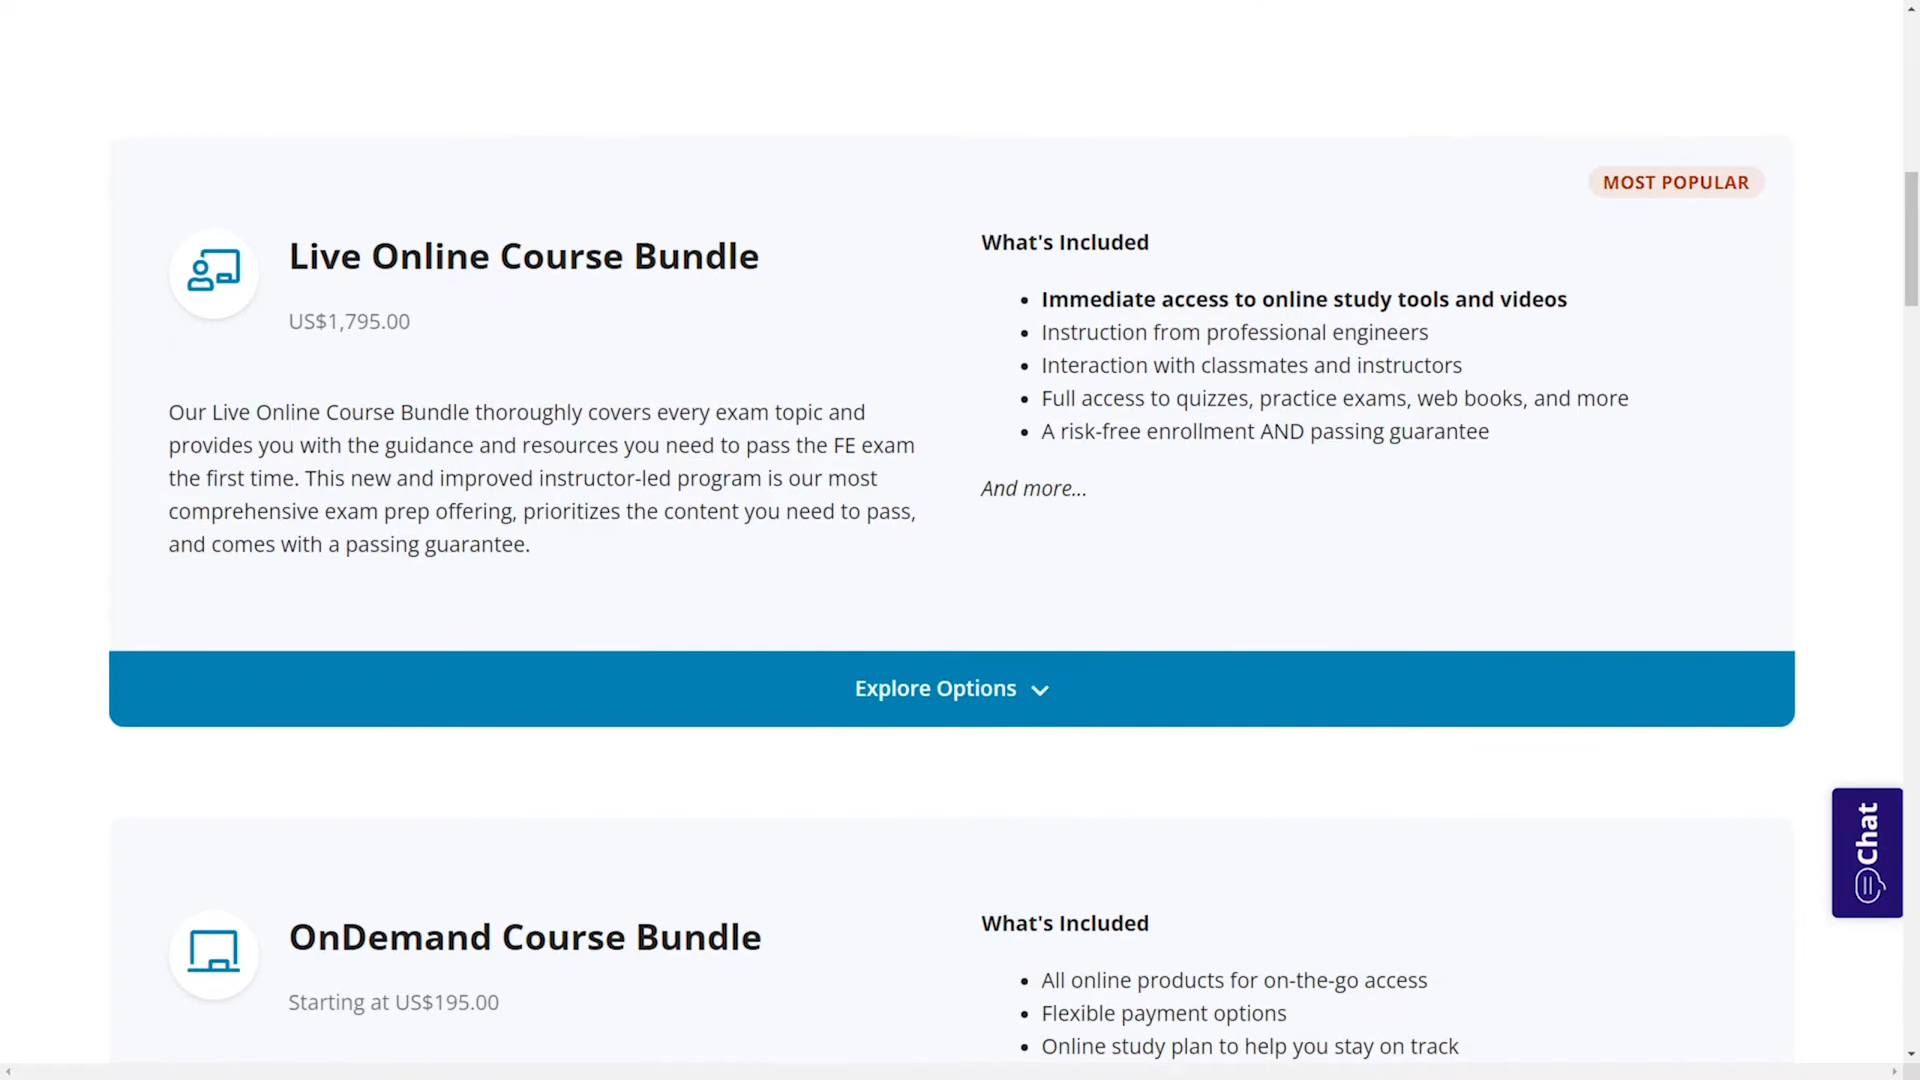 MOST POPULAR
Live Online Course Bundle
US$1,795.00
Our Live Online Course Bundle thoroughly covers every exam topic and
provides you with the guidance and resources you need to pass the FE exam
the first time. This new and improved instructor-led program is our most
comprehensive exam prep offering, prioritizes the content you need to pass,
and comes with a passing guarantee.
What's Included
• Immediate access to online study tools and videos
• Instruction from professional engineers
• Interaction with classmates and instructors
• Full access to quizzes, practice exams, web books, and more
• A risk-free enrollment AND passing guarantee
And more...
Explore Options
Chat
OnDemand Course Bundle
Starting at US$195.00
What's Included
• All online products for on-the-go access
• Flexible payment options
• Online study plan to help you stay on track